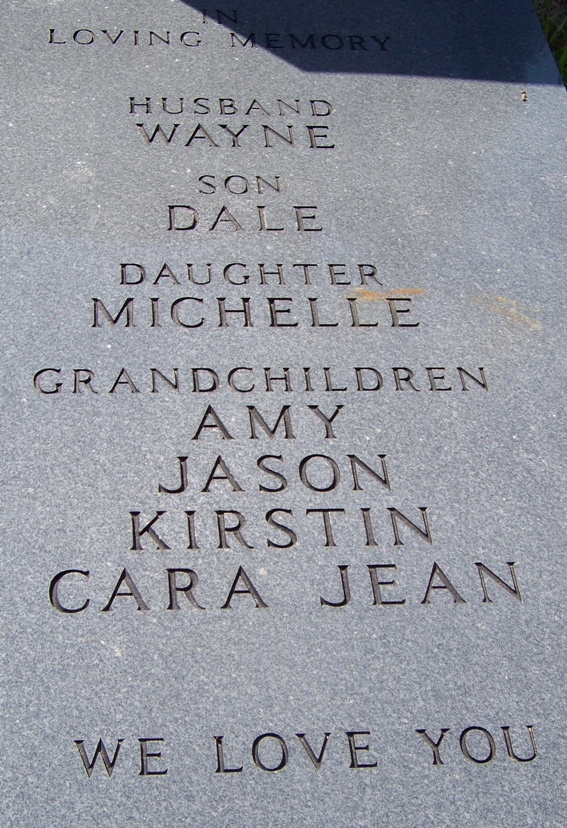 IN
LOVING MEMORY
HUSBAND
WAYNE
SON
DALE
DAUGHTER
MICHELLE
GRANDCHILDREN
AMY
JASON
KIRSTIN
CARA JEAN
WE LOVE YOU